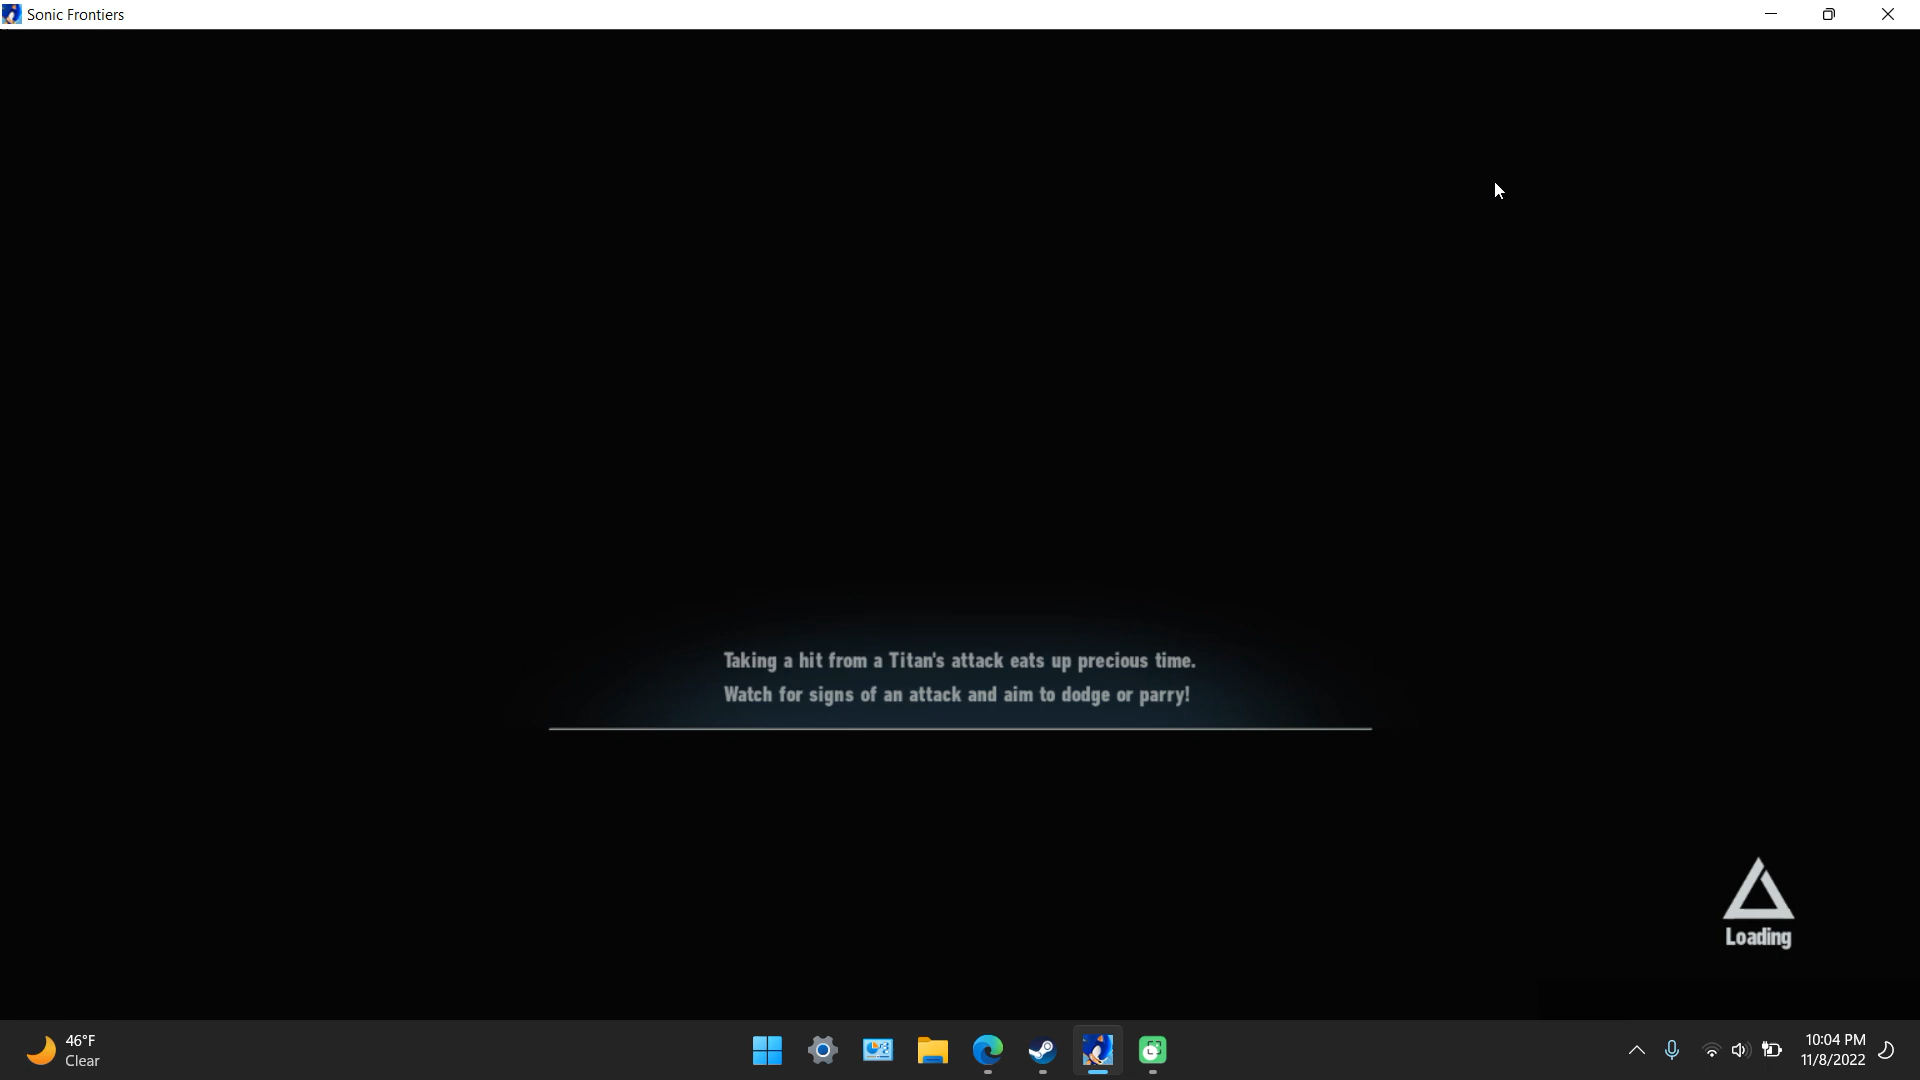 Sonic Frontiers
Taking a hit from a Titan's attack eats up precious time.
Watch for signs of an attack and aim to dodge or parry!
Loading
46°F
Clear
10:04 PM
11/8/2022